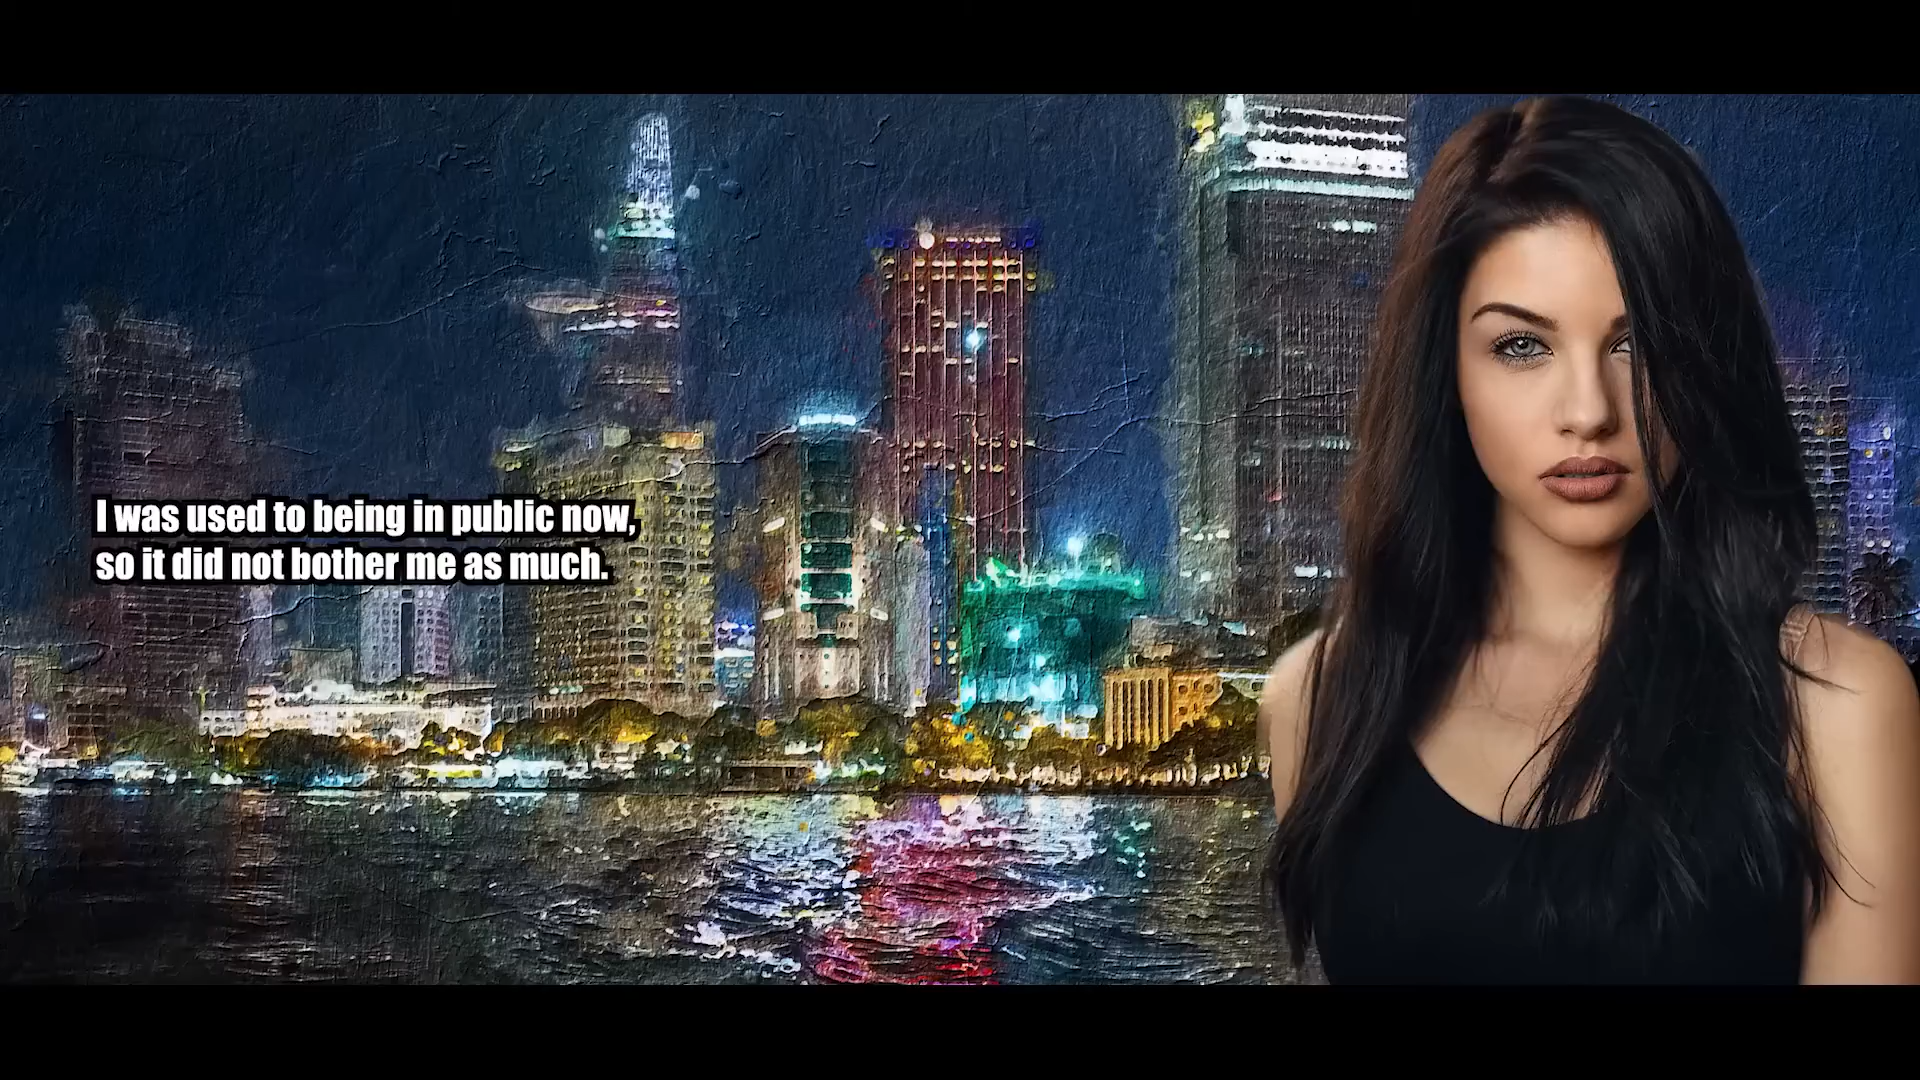 I was used to being in public now,
so it did not bother me as much.